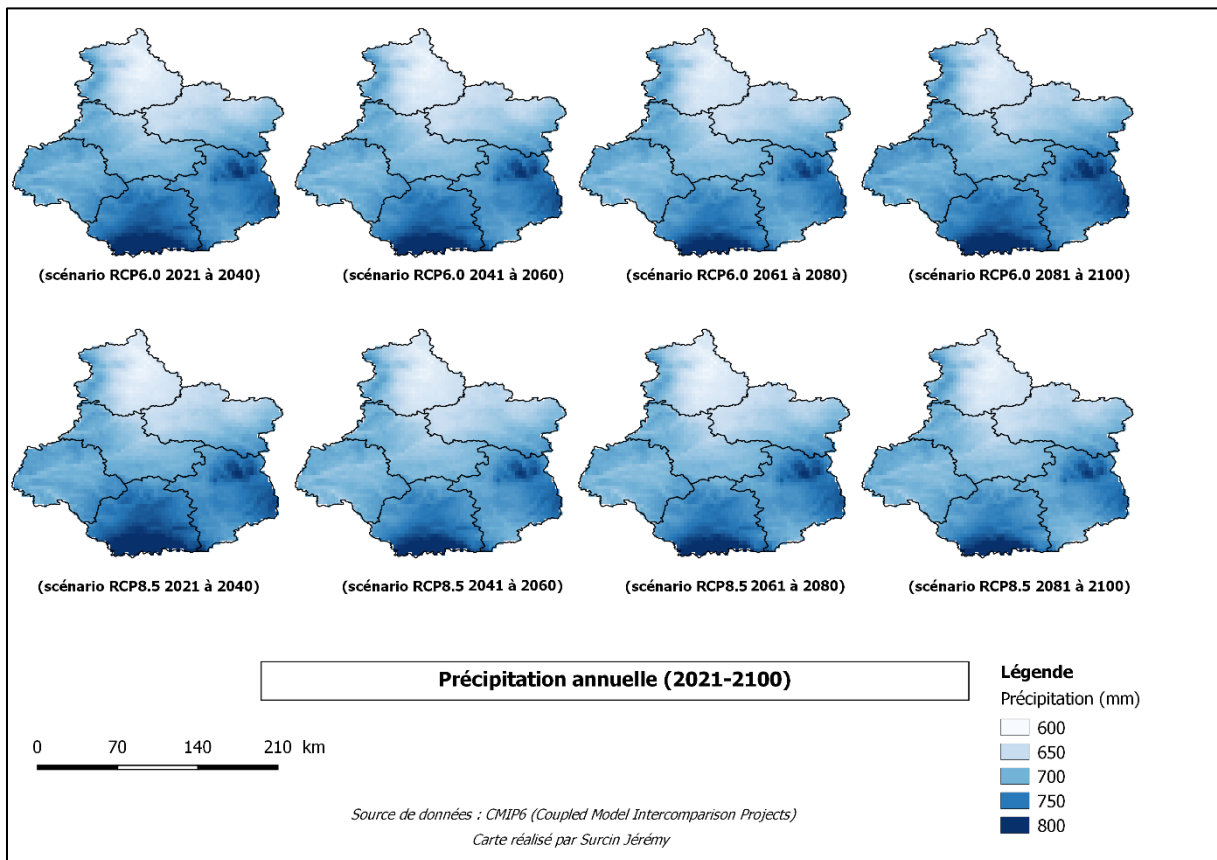 (scénario RCP6.0 2021 à 2040)
(scénario RCP6.0 2041 à 2060)
(scénario RCP6.0 2061 à 2080)
(scénario RCP6.0 2081 à 2100)
(scénario RCP8.5 2021 à 2040)
(scénario RCP8.5 2041 à 2060)
(scénario RCP8.5 2061 à 2080)
(scénario RCP8.5 2081 à 2100)
Précipitation annuelle (2021-2100)
Légende
Précipitation (mm)
600
650
700
750
800
0 70 140 210 km
Source de données : CMIP6 (Coupled Model Intercomparison Projects)
Carte réalisé par Surcin Jérémy